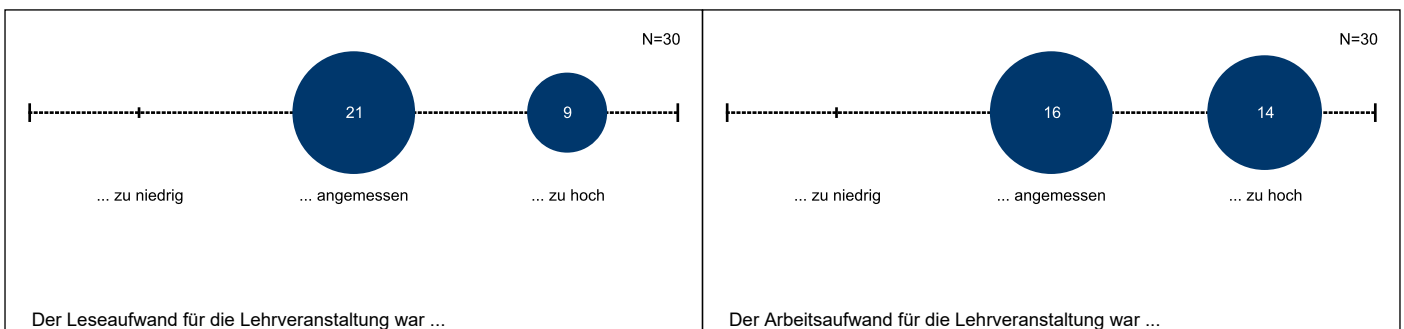 N=30
21
9
... zu niedrig
... angemessen
... zu hoch
Der Leseaufwand für die Lehrveranstaltung war ...
N=30
16
14
... zu niedrig
... angemessen
... zu hoch
Der Arbeitsaufwand für die Lehrveranstaltung war ...